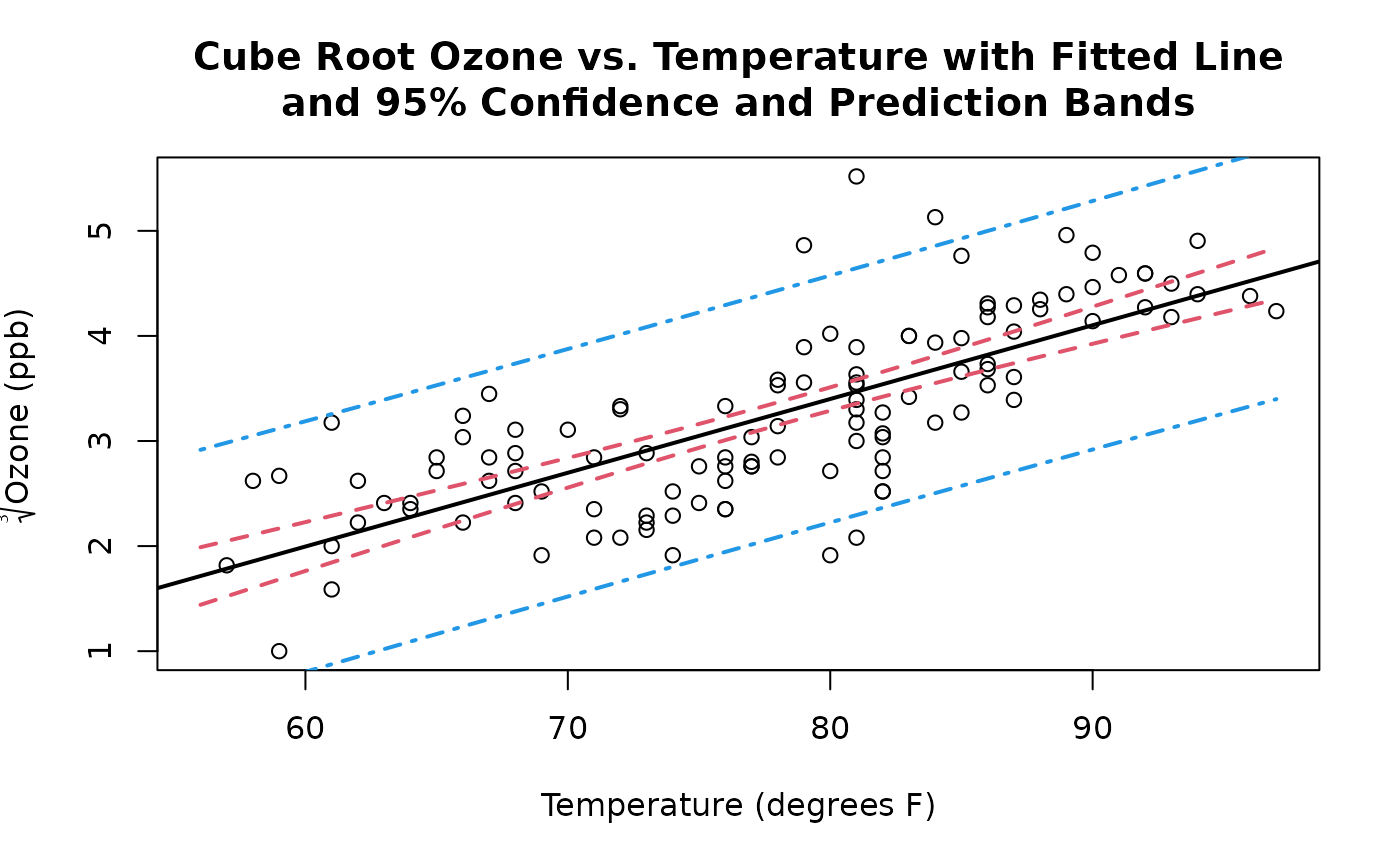 Cube Root Ozone vs. Temperature with Fitted Line
and 95% Confidence and Prediction Bands
5
4
3
2
1
∛Ozone (ppb)
60 70 80 90
Temperature (degrees F)